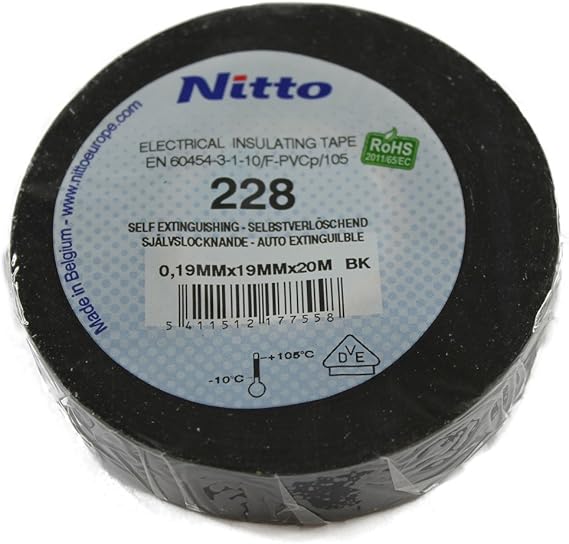 Nitto
ELECTRICAL INSULATING TAPE
EN 60454-3-1-10/F-PVCp/105
RoHS
2011/65/EC
228
SELF EXTINGUISHING - SELBSTVERLÖSCHEND
SJÄLVSLOCKNANDE - AUTO EXTINGUILBLE
0,19MMx19MMx20M BK
5 411512 177558
+105°C
-10°C
DVE
Made in Belgium - www.nittoeurope.com